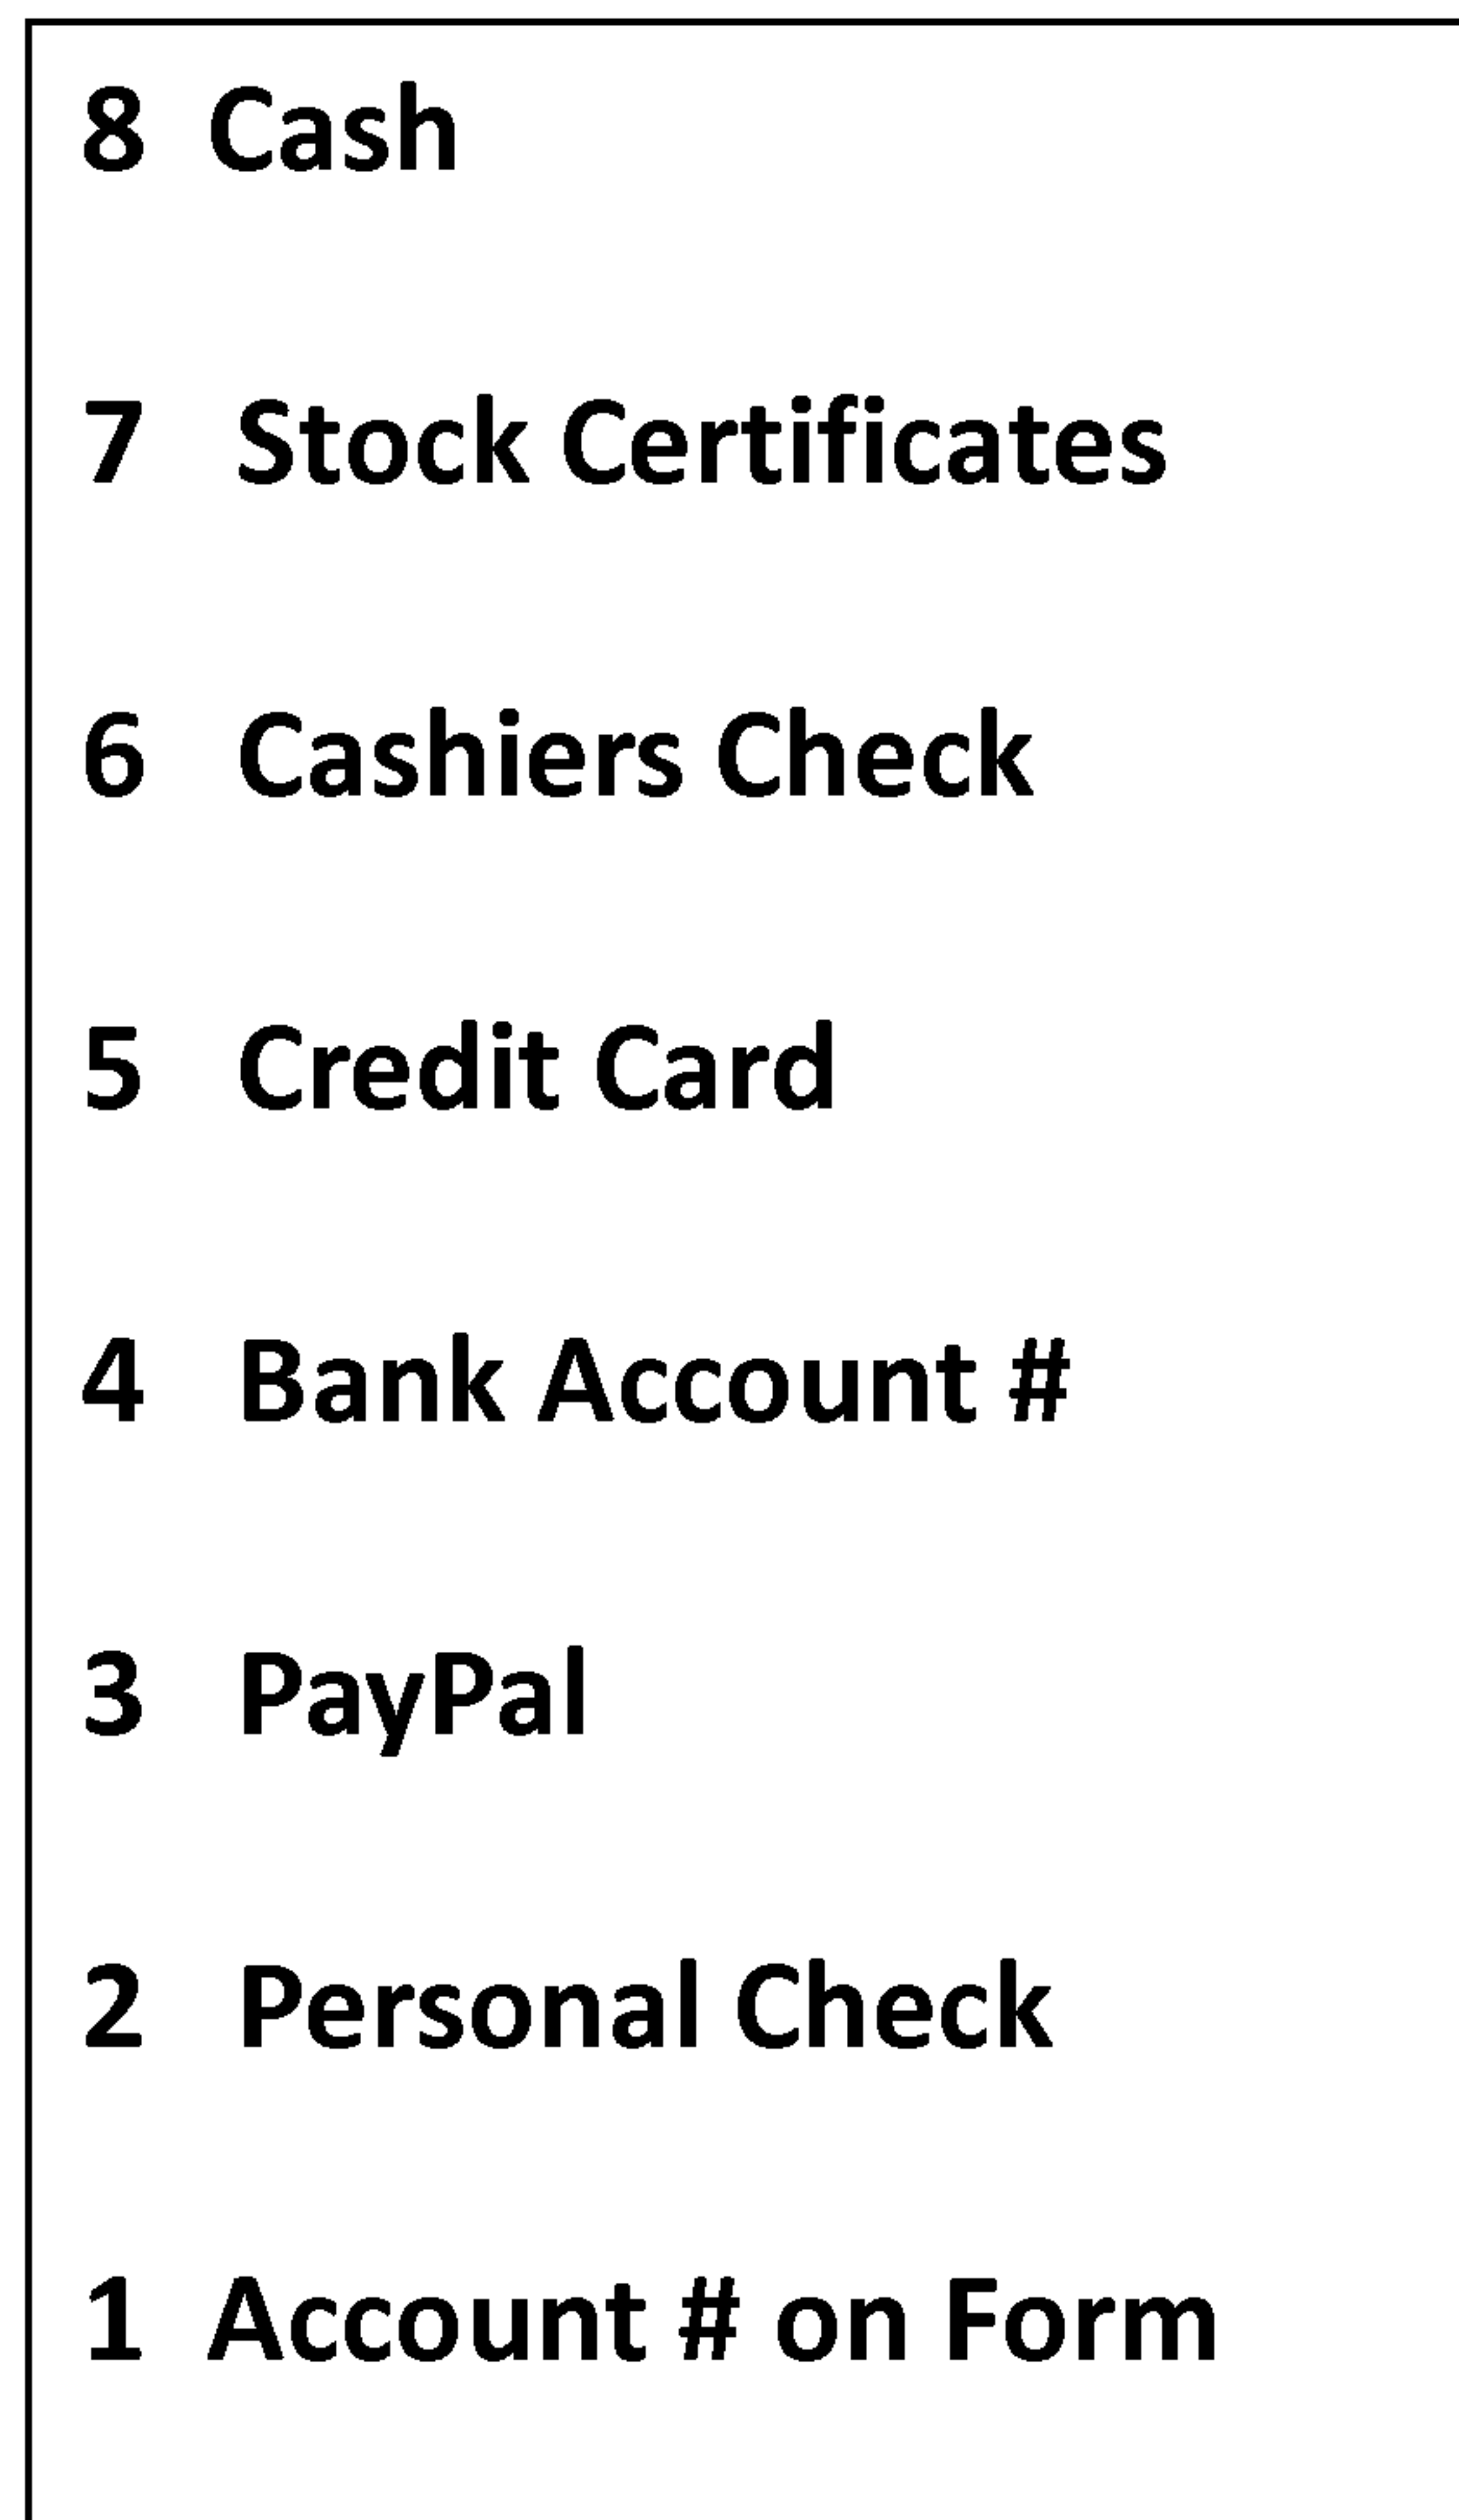 8 Cash
7 Stock Certificates
6 Cashiers Check
5 Credit Card
4 Bank Account #
3 PayPal
2 Personal Check
1 Account # on Form